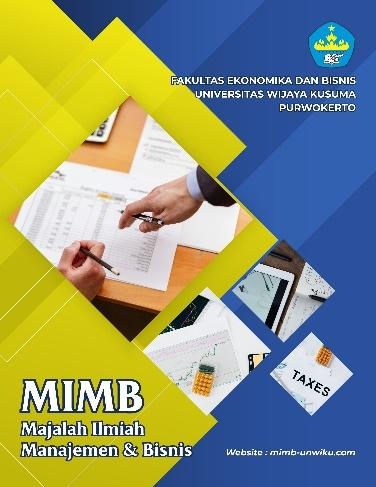 FAKULTAS EKONOMIKA DAN BISNIS
UNIVERSITAS WIJAYA KUSUMA
PURWOKERTO
TAXES
MIMB
Majalah Ilmiah
Manajemen & Bisnis
Website : mimb-unwiku.com